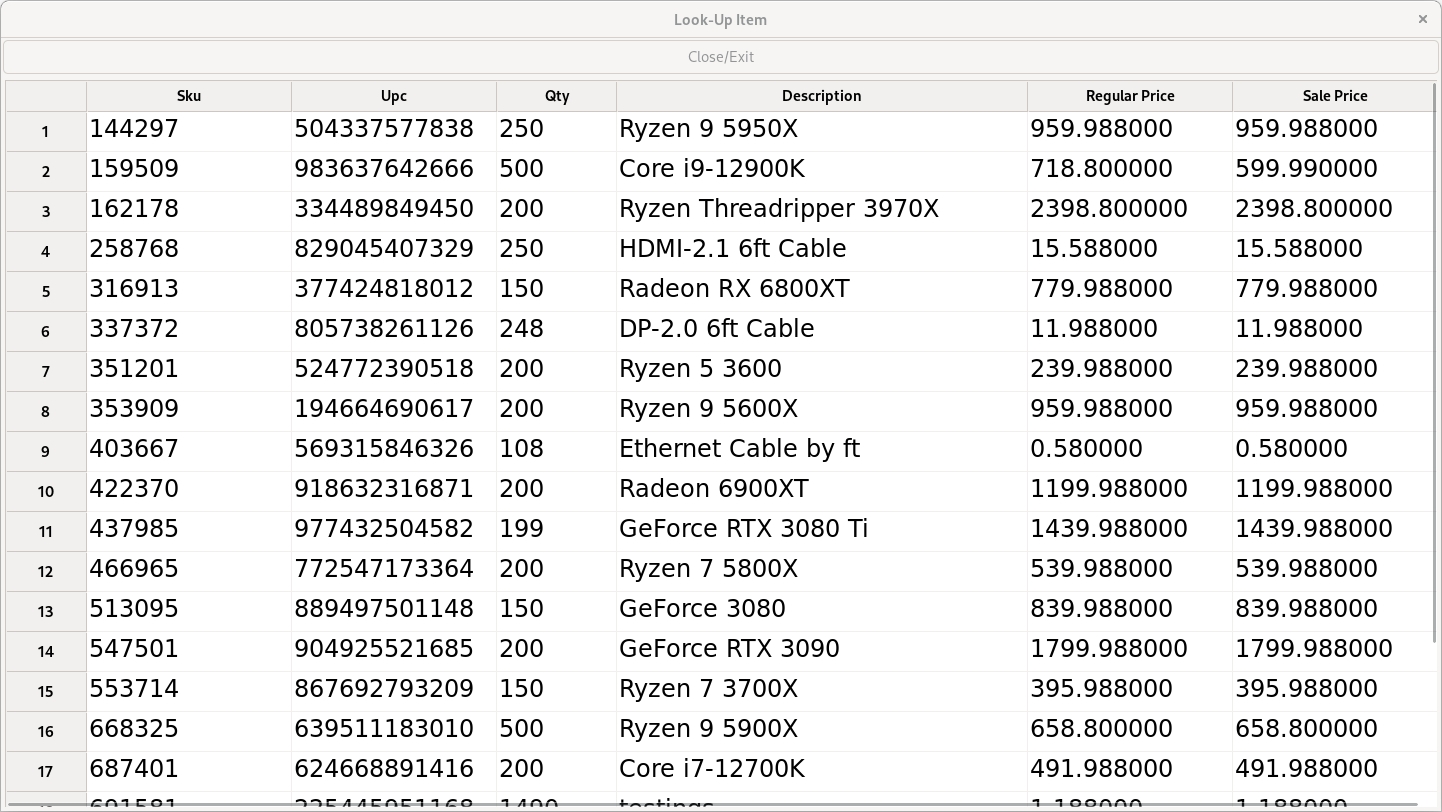 Look-Up Item ×
Close/Exit
Sku Upc Qty Description Regular Price Sale Price
1 144297 504337577838 250 Ryzen 9 5950X 959.988000 959.988000
2 159509 983637642666 500 Core i9-12900K 718.800000 599.990000
3 162178 334489849450 200 Ryzen Threadripper 3970X 2398.800000 2398.800000
4 258768 829045407329 250 HDMI-2.1 6ft Cable 15.588000 15.588000
5 316913 377424818012 150 Radeon RX 6800XT 779.988000 779.988000
6 337372 805738261126 248 DP-2.0 6ft Cable 11.988000 11.988000
7 351201 524772390518 200 Ryzen 5 3600 239.988000 239.988000
8 353909 194664690617 200 Ryzen 9 5600X 959.988000 959.988000
9 403667 569315846326 108 Ethernet Cable by ft 0.580000 0.580000
10 422370 918632316871 200 Radeon 6900XT 1199.988000 1199.988000
11 437985 977432504582 199 GeForce RTX 3080 Ti 1439.988000 1439.988000
12 466965 772547173364 200 Ryzen 7 5800X 539.988000 539.988000
13 513095 889497501148 150 GeForce 3080 839.988000 839.988000
14 547501 904925521685 200 GeForce RTX 3090 1799.988000 1799.988000
15 553714 867692793209 150 Ryzen 7 3700X 395.988000 395.988000
16 668325 639511183010 500 Ryzen 9 5900X 658.800000 658.800000
17 687401 624668891416 200 Core i7-12700K 491.988000 491.988000
testings 1.188000 1.188000